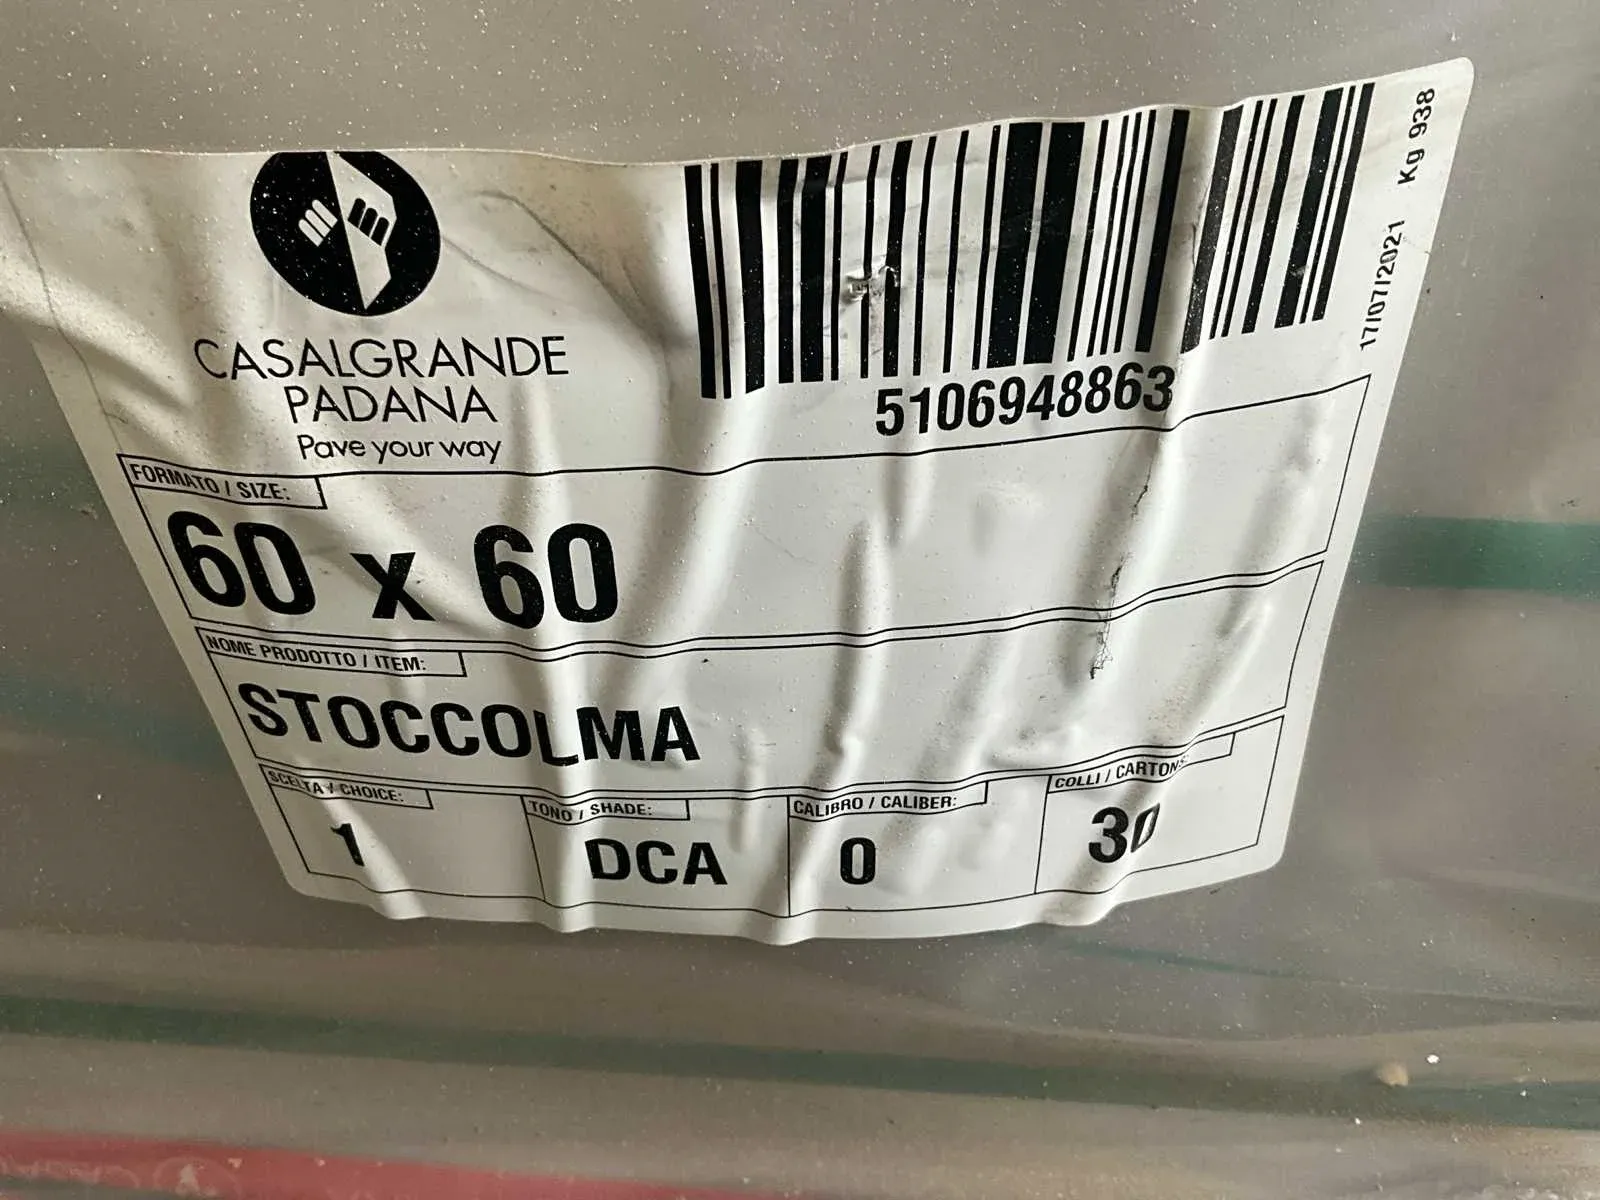 CASALGRANDE
PADANA
Pave your way
5106948863
17/07/2021 Kg 938
FORMATO / SIZE:
60 x 60
NOME PRODOTTO / ITEM:
STOCCOLMA
SCELTA / CHOICE:
1
TONO / SHADE:
DCA
CALIBRO / CALIBER:
0
COLLI / CARTONS:
30